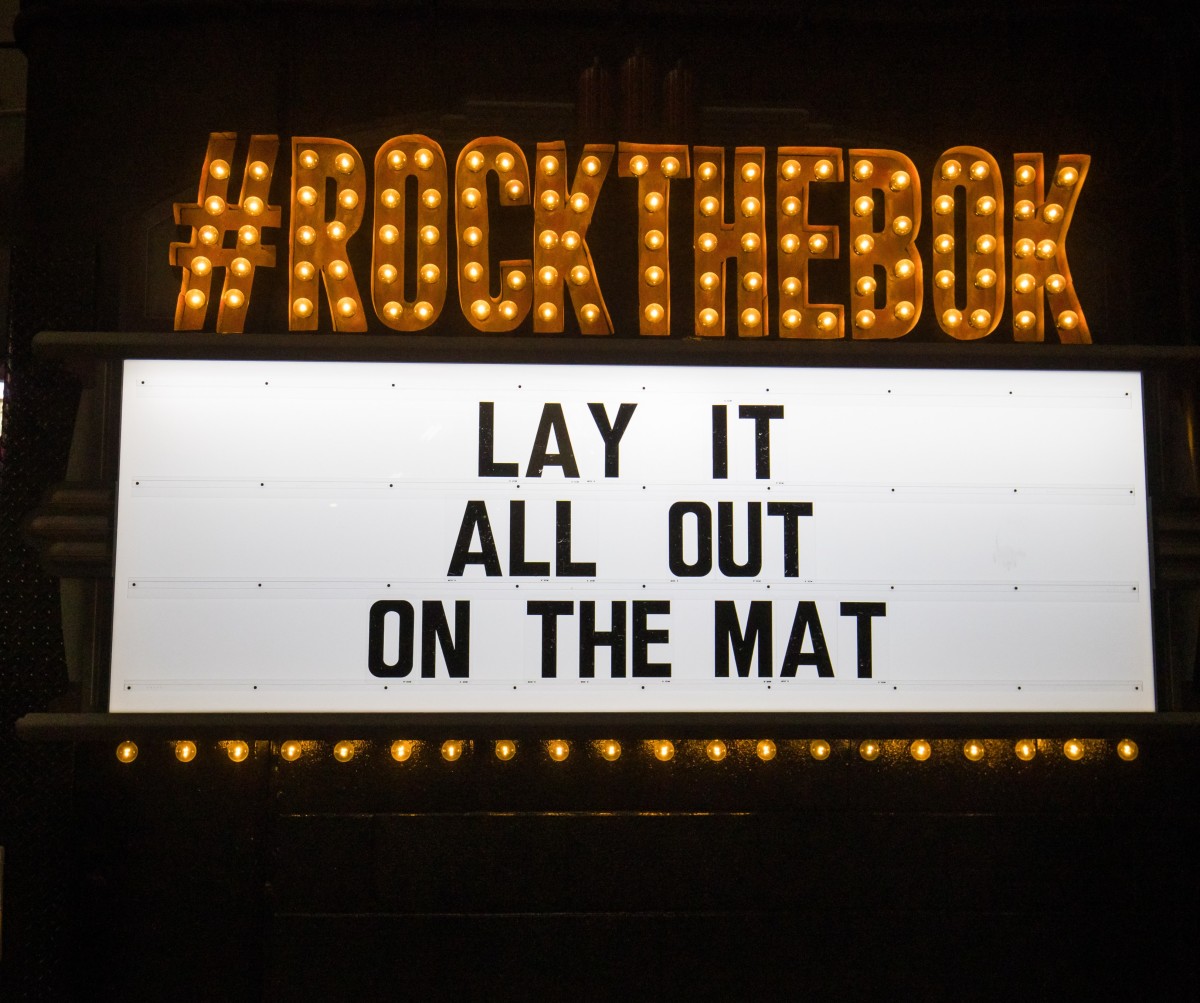 #ROCKTHEBOK
LAY IT
ALL OUT
ON THE MAT